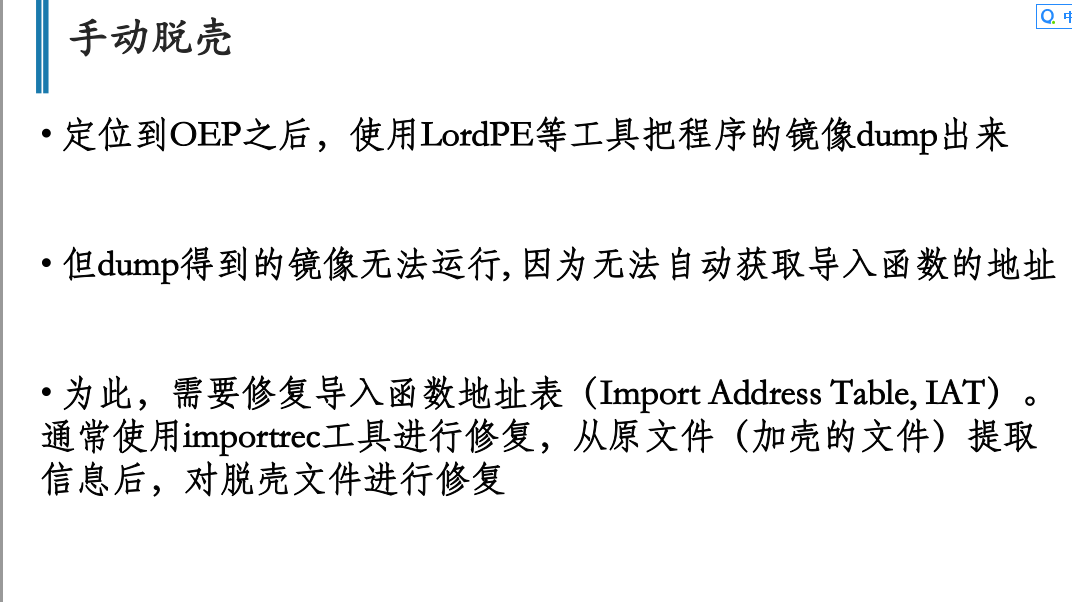 手动脱壳
• 定位到OEP之后，使用LordPE等工具把程序的镜像dump出来
• 但dump得到的镜像无法运行, 因为无法自动获取导入函数的地址
• 为此，需要修复导入函数地址表（Import Address Table, IAT）。
通常使用importrec工具进行修复，从原文件（加壳的文件）提取
信息后，对脱壳文件进行修复